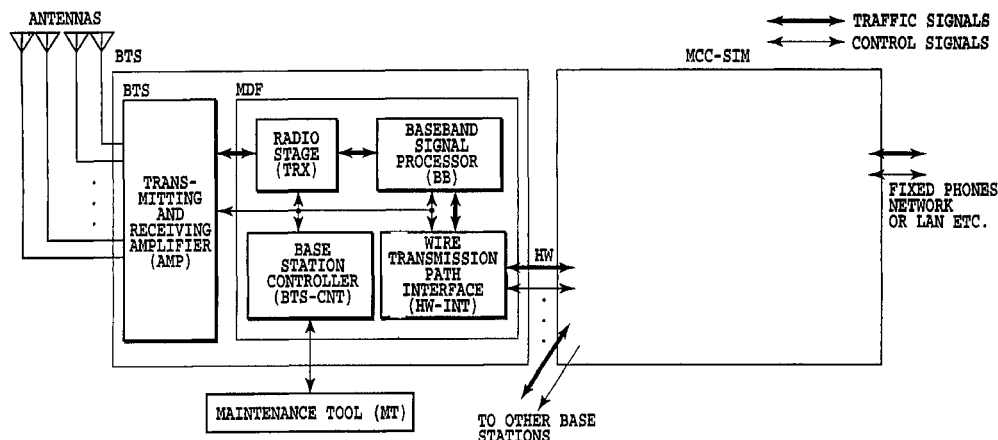 ANTENNAS
TRAFFIC SIGNALS
CONTROL SIGNALS
BTS
MCC-SIM
BTS
MDF
TRANS-
MITTING
AND
RECEIVING
AMPLIFIER
(AMP)
RADIO
STAGE
(TRX)
BASEBAND
SIGNAL
PROCESSOR
(BB)
BASE
STATION
CONTROLLER
(BTS-CNT)
WIRE
TRANSMISSION
PATH
INTERFACE
(HW-INT)
HW
FIXED PHONES
NETWORK
OR LAN ETC.
MAINTENANCE TOOL (MT)
TO OTHER BASE
STATIONS